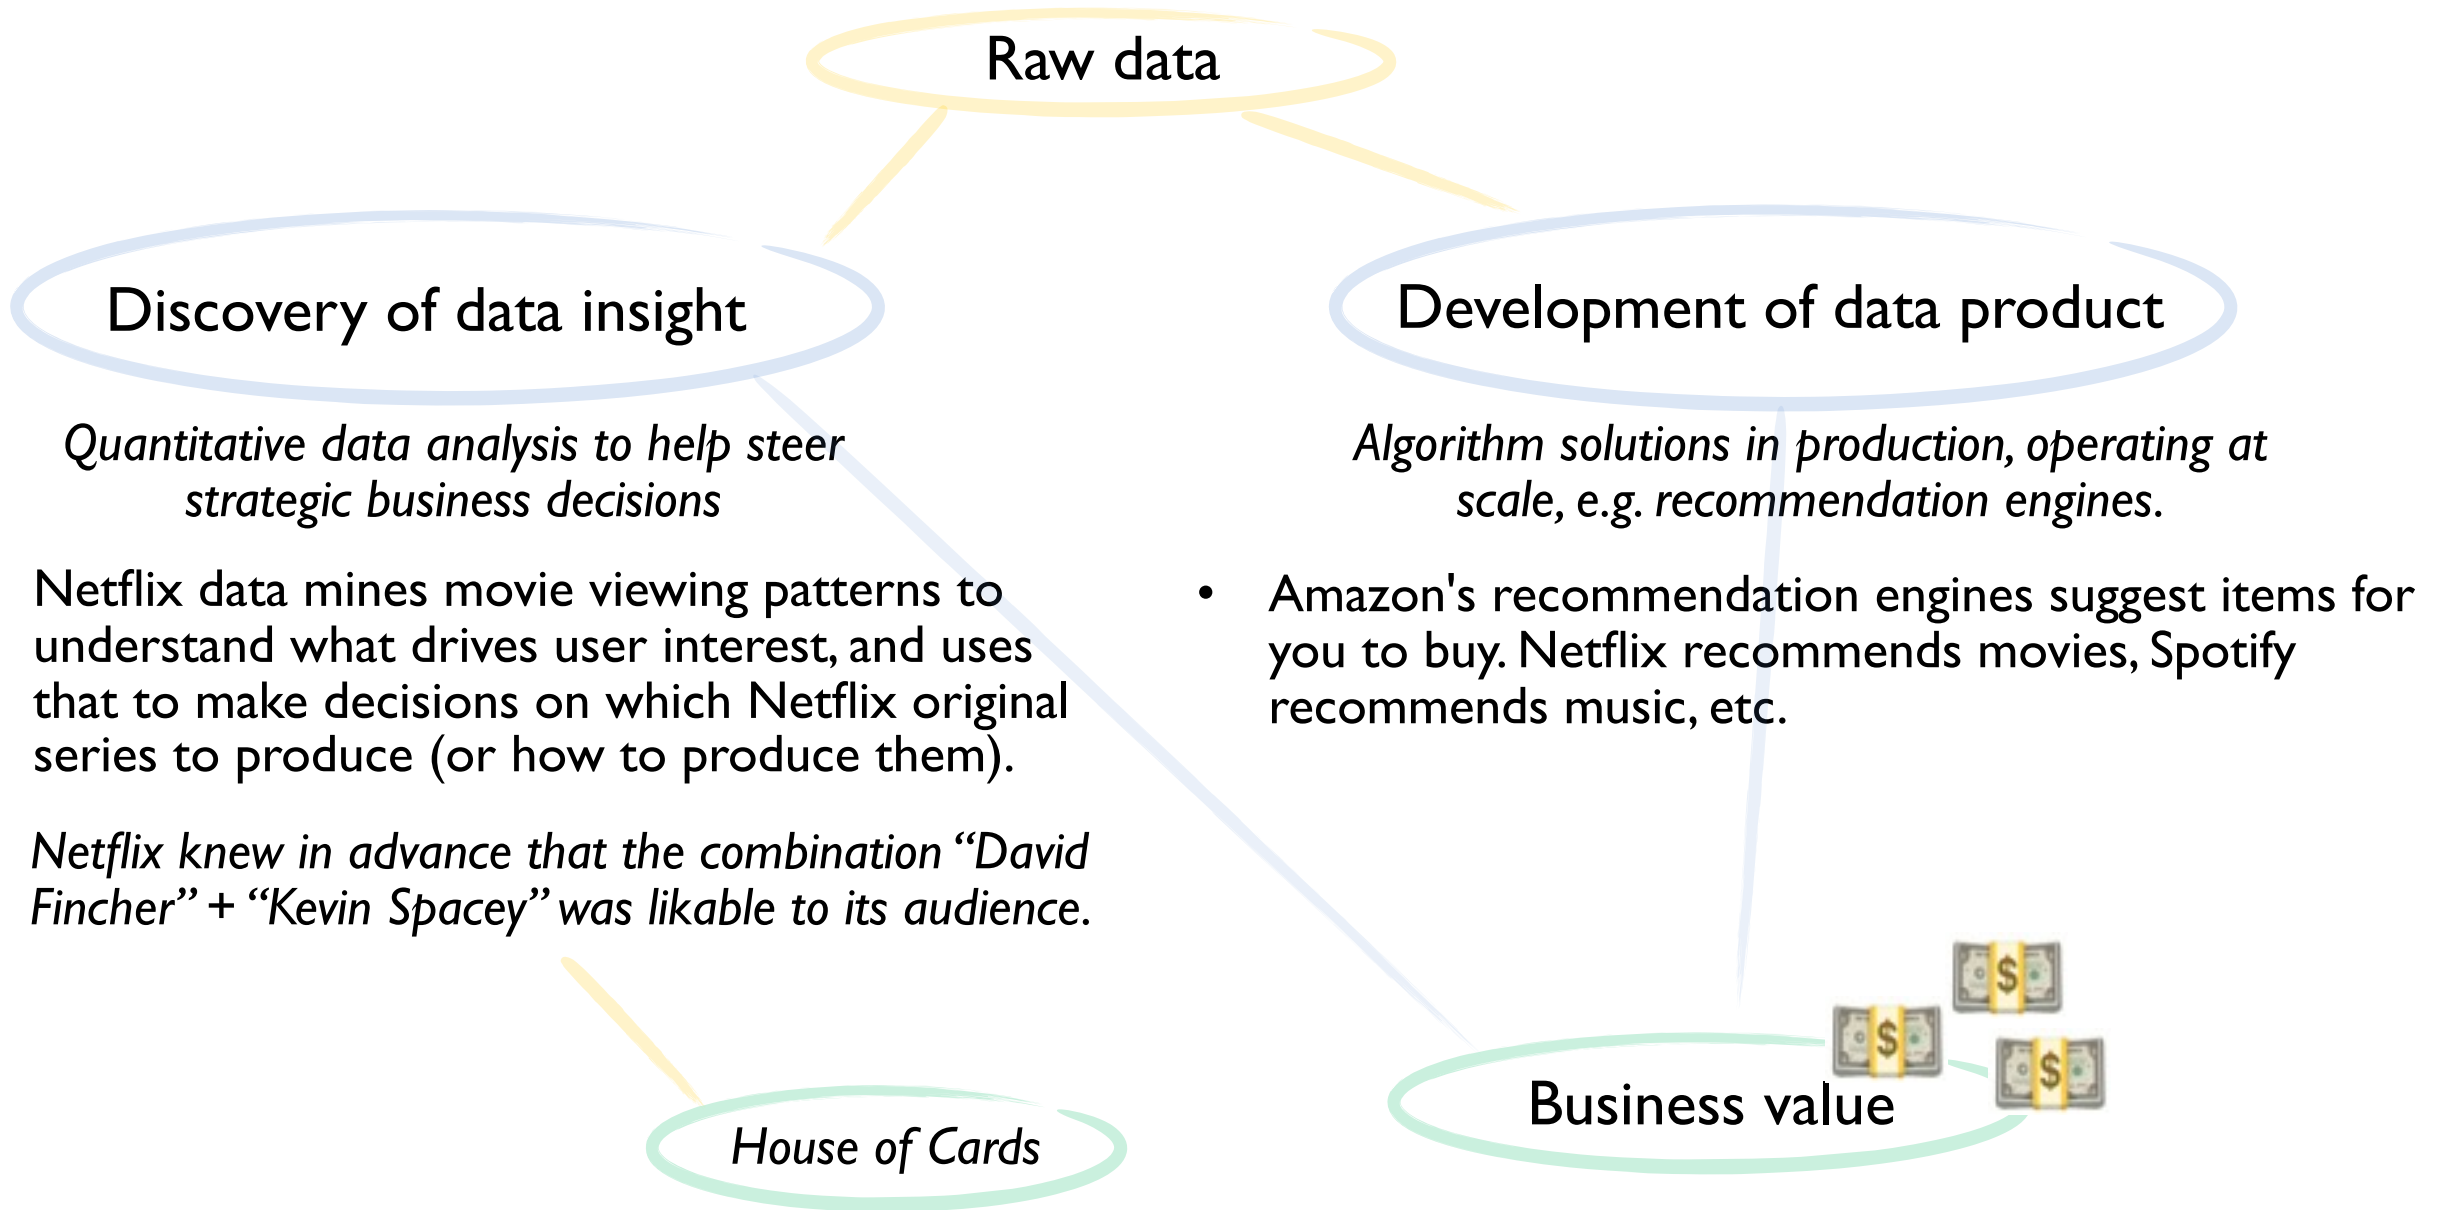 Raw data
Discovery of data insight
Quantitative data analysis to help steer
strategic business decisions
Netflix data mines movie viewing patterns to
understand what drives user interest, and uses
that to make decisions on which Netflix original
series to produce (or how to produce them).
Netflix knew in advance that the combination “David
Fincher” + “Kevin Spacey” was likable to its audience.
House of Cards
Development of data product
Algorithm solutions in production, operating at
scale, e.g. recommendation engines.
• Amazon's recommendation engines suggest items for
you to buy. Netflix recommends movies, Spotify
recommends music, etc.
Business value